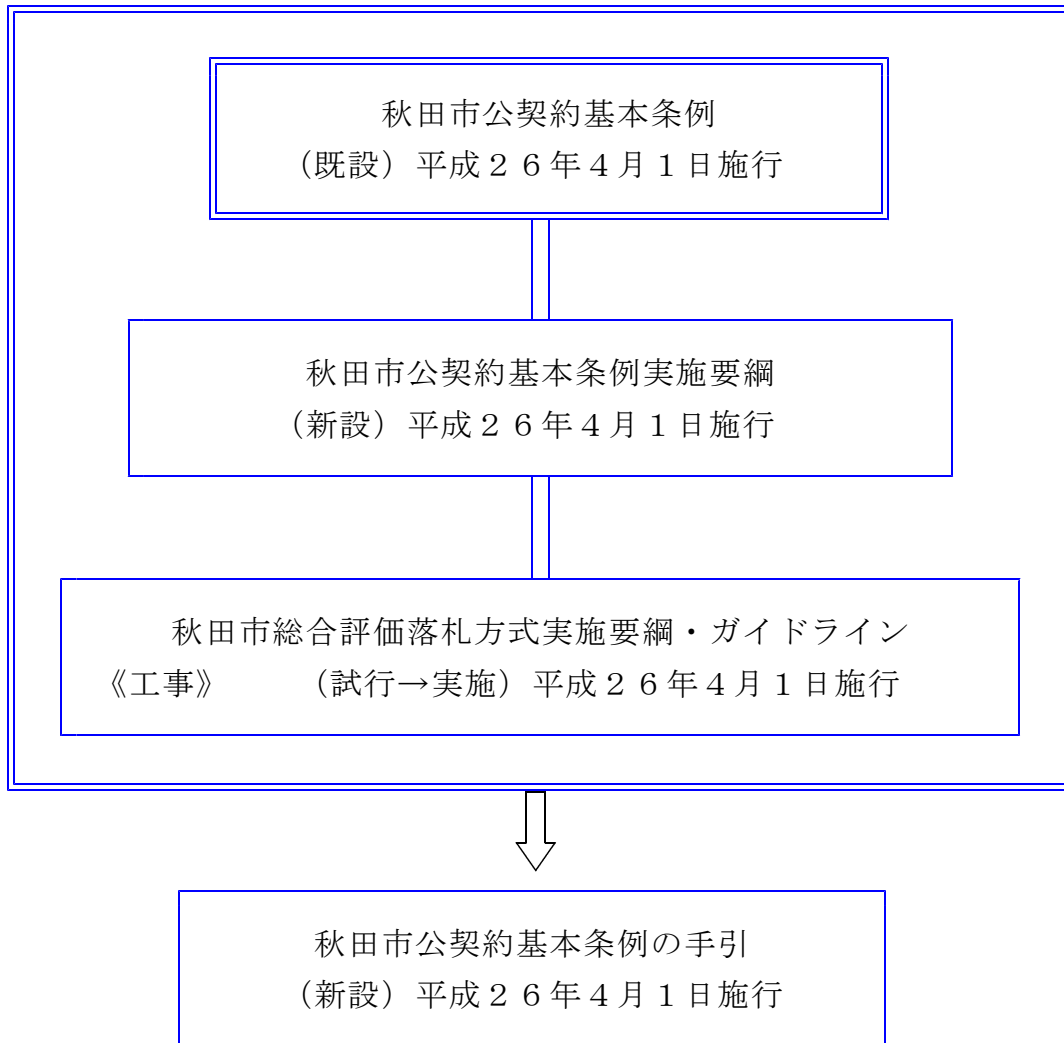 秋田市公契約基本条例
（既設）平成２６年４月１日施行
秋田市公契約基本条例実施要綱
（新設）平成２６年４月１日施行
秋田市総合評価落札方式実施要綱・ガイドライン
《工事》　　（試行→実施）平成２６年４月１日施行
秋田市公契約基本条例の手引
（新設）平成２６年４月１日施行